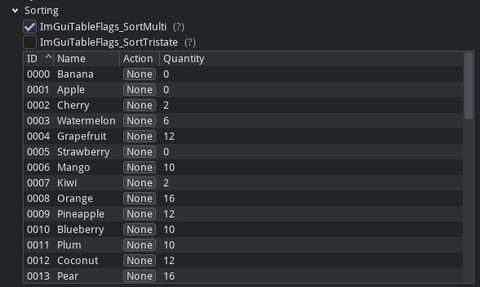 Sorting
ImGuiTableFlags_SortMulti (?)
ImGuiTableFlags_SortTristate (?)
ID Name Action Quantity
0000 Banana None 0
0001 Apple None 0
0002 Cherry None 2
0003 Watermelon None 6
0004 Grapefruit None 12
0005 Strawberry None 0
0006 Mango None 10
0007 Kiwi None 2
0008 Orange None 16
0009 Pineapple None 12
0010 Blueberry None 10
0011 Plum None 10
0012 Coconut None 12
0013 Pear None 16